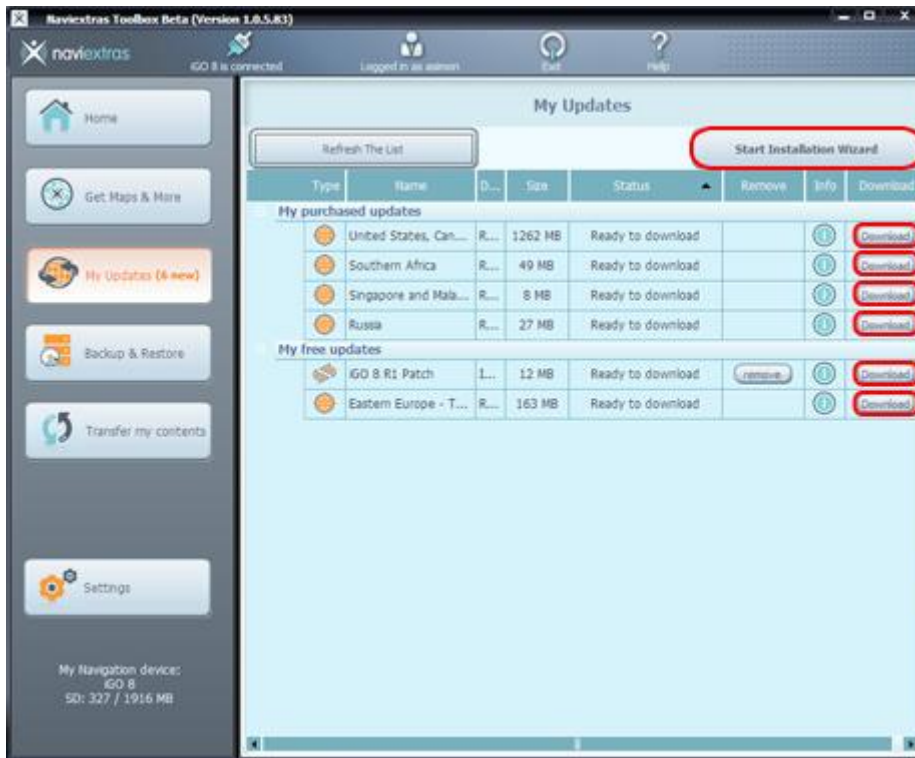 Naviextras Toolbox Beta (Version 1.0.5.83)
naviextras
iGO 8 is connected
Logged in as
Exit
Help
Home
Get Maps & More
My Updates (6 new)
Backup & Restore
Transfer my contents
Settings
My Navigation device:
iGO 8
SD: 327 / 1916 MB
My Updates
Refresh The List
Start Installation Wizard
Type Name D... Size Status Remove Info Download
My purchased updates
United States, Can... R... 1262 MB Ready to download Download
Southern Africa R... 49 MB Ready to download Download
Singapore and Mala... R... 8 MB Ready to download Download
Russia R... 27 MB Ready to download Download
My free updates
iGO 8 R1 Patch 1... 12 MB Ready to download remove Download
Eastern Europe - T... R... 163 MB Ready to download Download